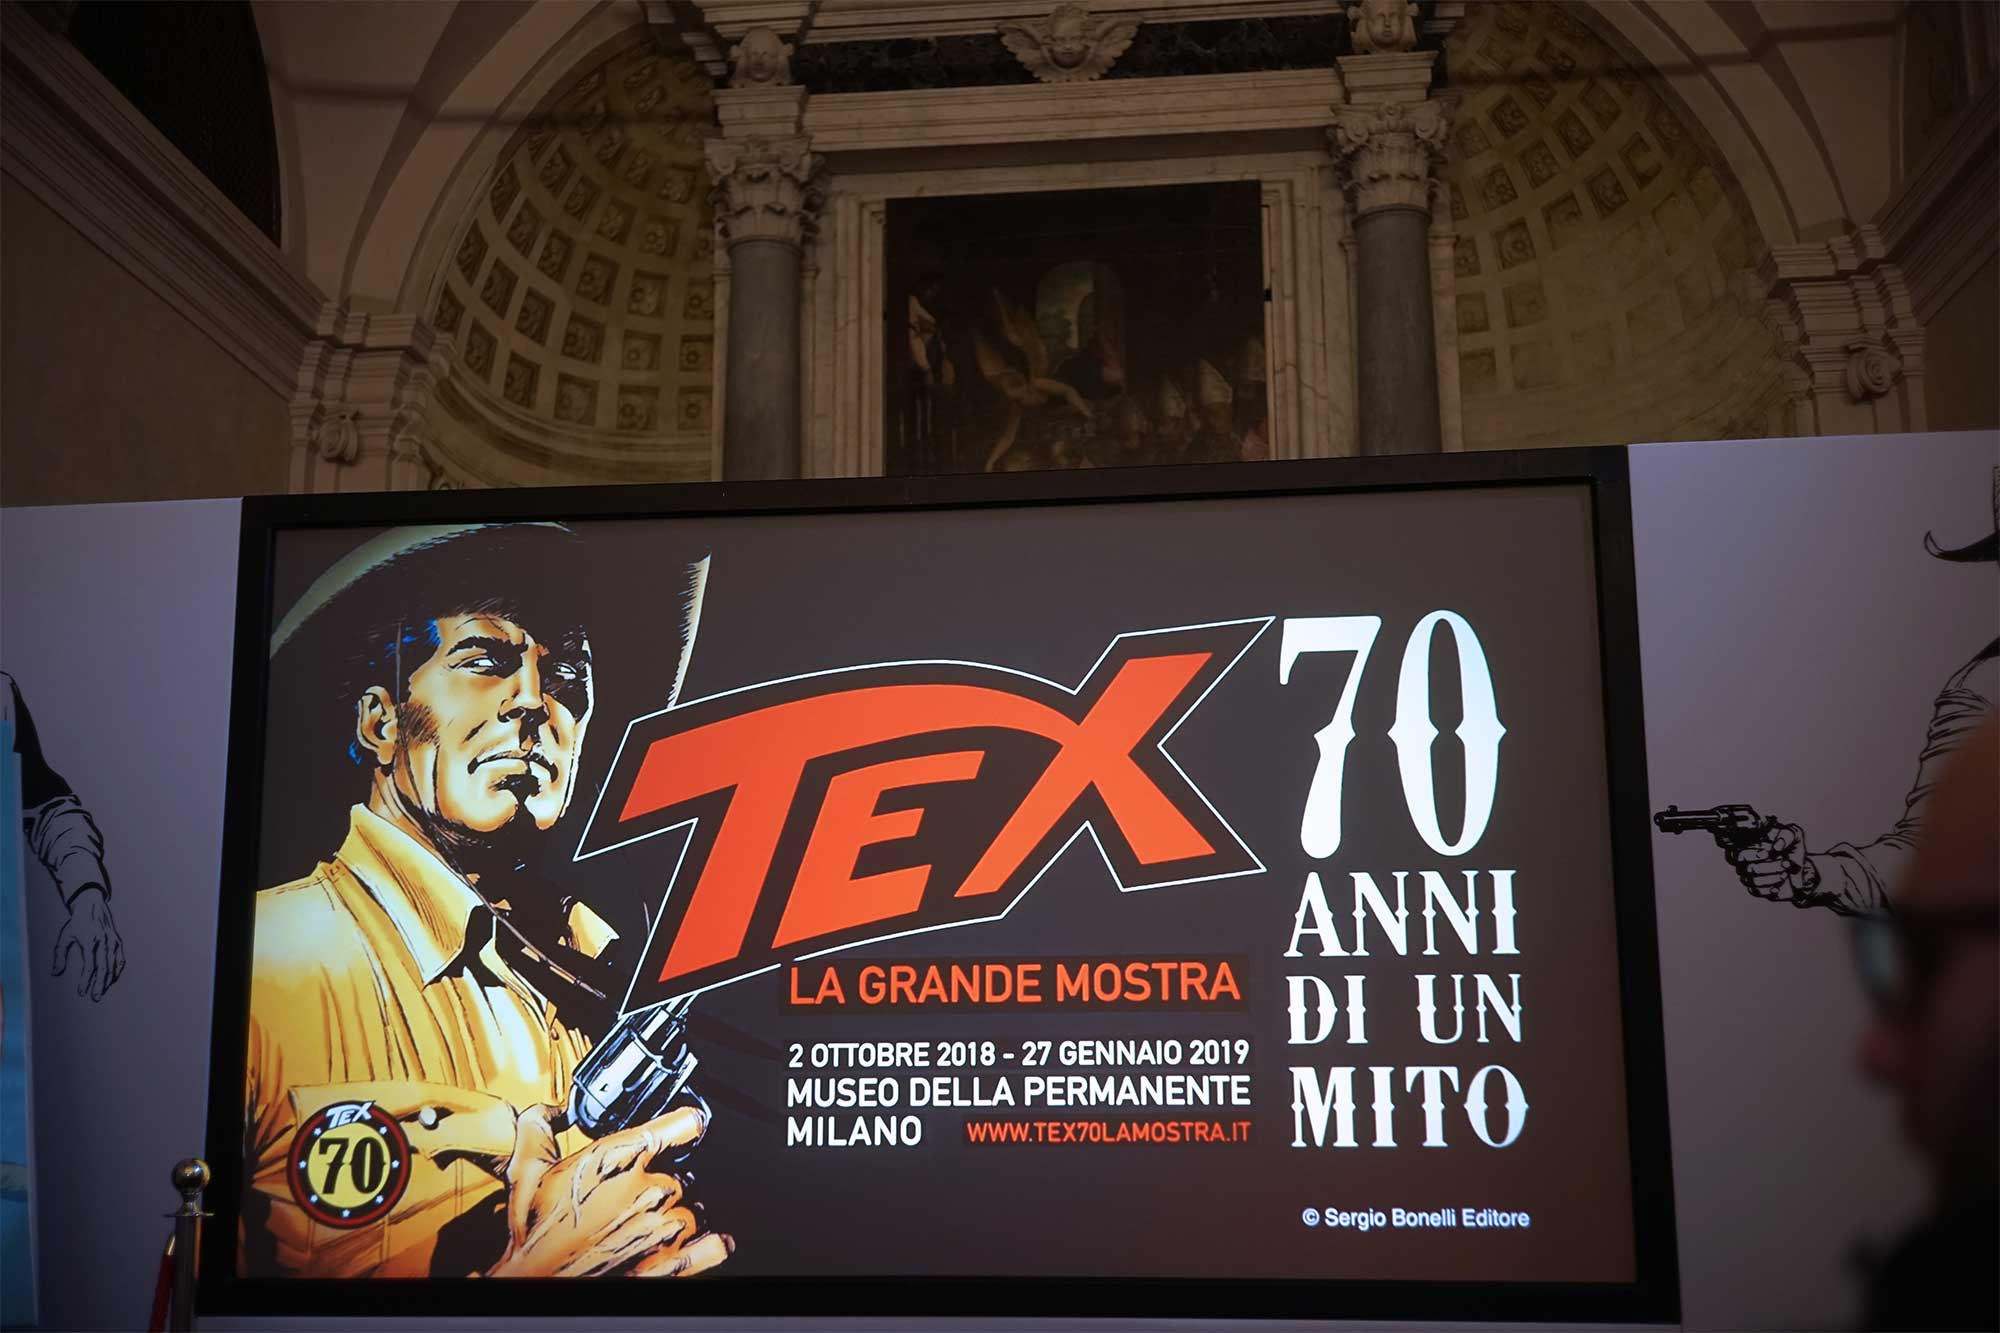 TEX
70
ANNI
DI UN
MITO
LA GRANDE MOSTRA
2 OTTOBRE 2018 - 27 GENNAIO 2019
MUSEO DELLA PERMANENTE
MILANO WWW.TEX70LAMOSTRA.IT
TEX
70
© Sergio Bonelli Editore